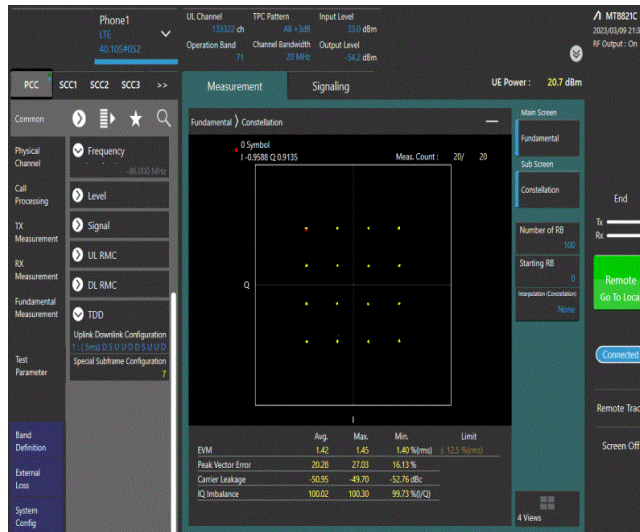 Phone1
LTE
40.10S#052
UL Channel
133322 ch
TPC Pattern
All +3dB
Input Level
33.0 dBm
Operation Band
71
Channel Bandwidth
20 MHz
Output Level
-54.2 dBm
MT8821C
2023/03/09 21:3
RF Output : On
PCC SCC1 SCC2 SCC3 >>
Measurement
Signaling
UE Power : 20.7 dBm
Common
Physical
Channel
Call
Processing
TX
Measurement
RX
Measurement
Fundamental
Measurement
Test
Parameter
Band
Definition
External
Loss
System
Config
Frequency
-46.000 MHz
Level
Signal
UL RMC
DL RMC
TDD
Uplink Downlink Configuration
1 : ( 5ms) D S U U D D S U U D
Special Subframe Configuration
7
Fundamental ⟩ Constellation
0 Symbol
I -0.9588 Q 0.9135
Meas. Count : 20/ 20
Q
I
Avg. Max. Min. Limit
EVM 1.42 1.45 1.40 %(rms) ≤ 12.5 %(rms)
Peak Vector Error 20.28 27.03 16.13 %
Carrier Leakage -50.95 -49.70 -52.76 dBc
IQ Imbalance 100.02 100.30 99.73 %(I/Q)
Main Screen
Fundamental
Sub Screen
Constellation
Number of RB
100
Starting RB
0
Interpolation (Constellation)
None
4 Views
End
Tx
Rx
Remote
Go To Loca
Connected
Remote Trac
Screen Off